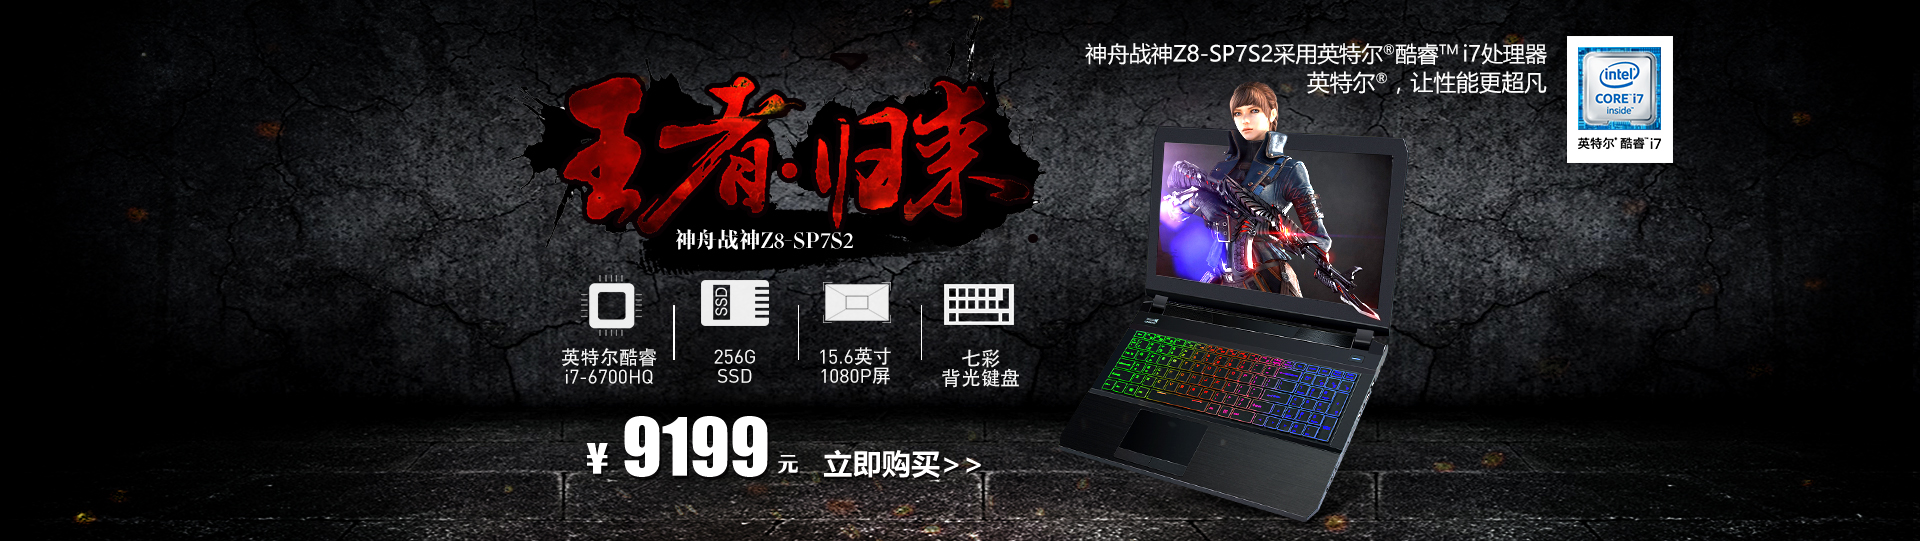 神舟战神Z8-SP7S2采用英特尔®酷睿™ i7处理器
英特尔®，让性能更超凡
intel
CORE™ i7
inside™
英特尔® 酷睿™ i7
王者·归来
神舟战神Z8-SP7S2
SSD
英特尔酷睿
i7-6700HQ
256G
SSD
15.6英寸
1080P屏
七彩
背光键盘
¥ 9199 元 立即购买>>